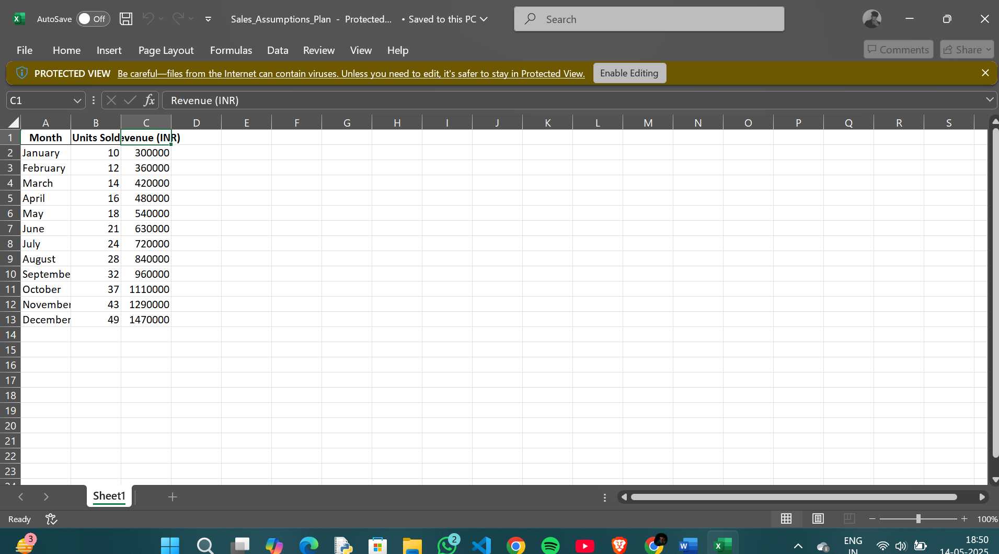 AutoSave Off Sales_Assumptions_Plan - Protected... • Saved to this PC Search
File Home Insert Page Layout Formulas Data Review View Help Comments Share
PROTECTED VIEW Be careful—files from the Internet can contain viruses. Unless you need to edit, it's safer to stay in Protected View. Enable Editing
C1 fx Revenue (INR)
A B C D E F G H I J K L M N O P Q R S
1 Month Units Sold evenue (INR)
2 January 10 300000
3 February 12 360000
4 March 14 420000
5 April 16 480000
6 May 18 540000
7 June 21 630000
8 July 24 720000
9 August 28 840000
10 Septembe 32 960000
11 October 37 1110000
12 November 43 1290000
13 December 49 1470000
14
15
16
17
18
19
20
21
22
23
24
Sheet1
Ready 100%
3 2 ENG 18:50
IN 14-05-2025